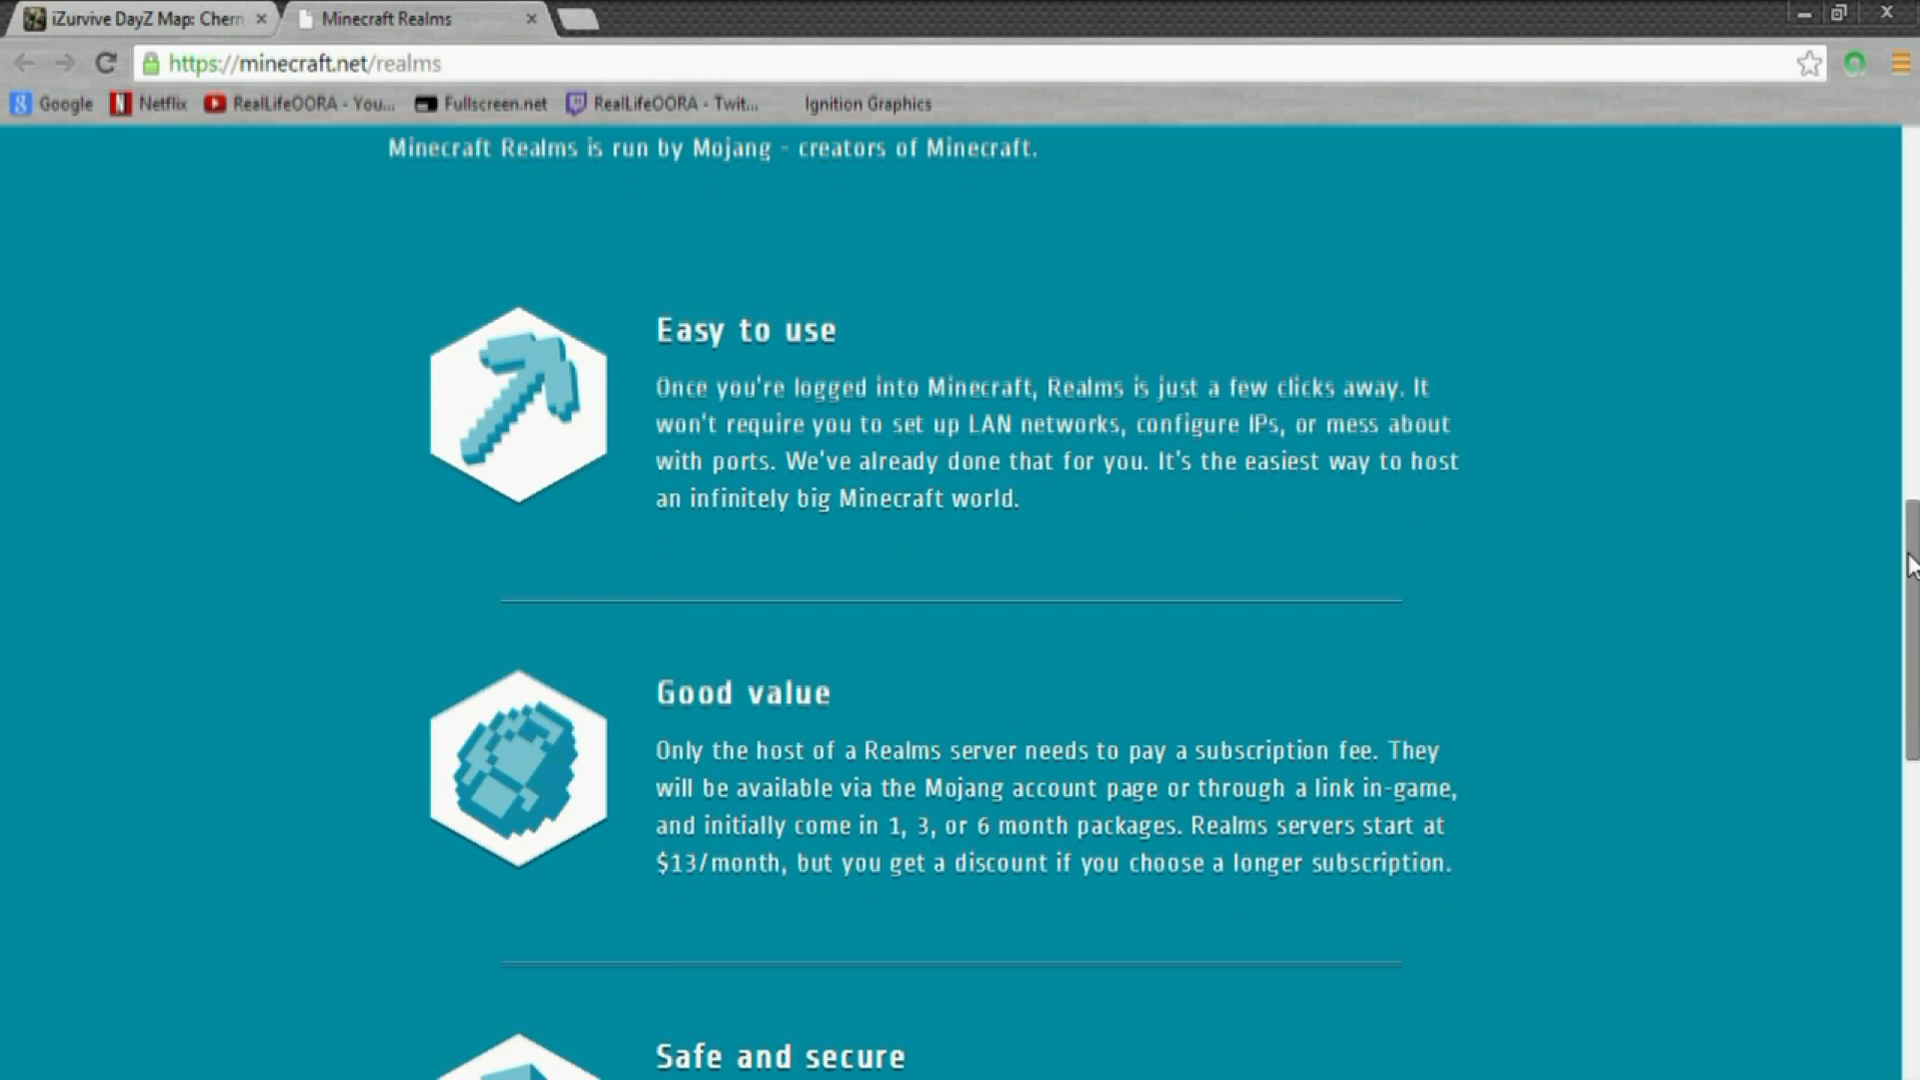 iZurvive DayZ Map: Chern
Minecraft Realms
https://minecraft.net/realms
Google
Netflix
RealLifeOORA - You...
Fullscreen.net
RealLifeOORA - Twit...
Ignition Graphics
Minecraft Realms is run by Mojang - creators of Minecraft.
Easy to use
Once you're logged into Minecraft, Realms is just a few clicks away. It
won't require you to set up LAN networks, configure IPs, or mess about
with ports. We've already done that for you. It's the easiest way to host
an infinitely big Minecraft world.
Good value
Only the host of a Realms server needs to pay a subscription fee. They
will be available via the Mojang account page or through a link in-game,
and initially come in 1, 3, or 6 month packages. Realms servers start at
$13/month, but you get a discount if you choose a longer subscription.
Safe and secure